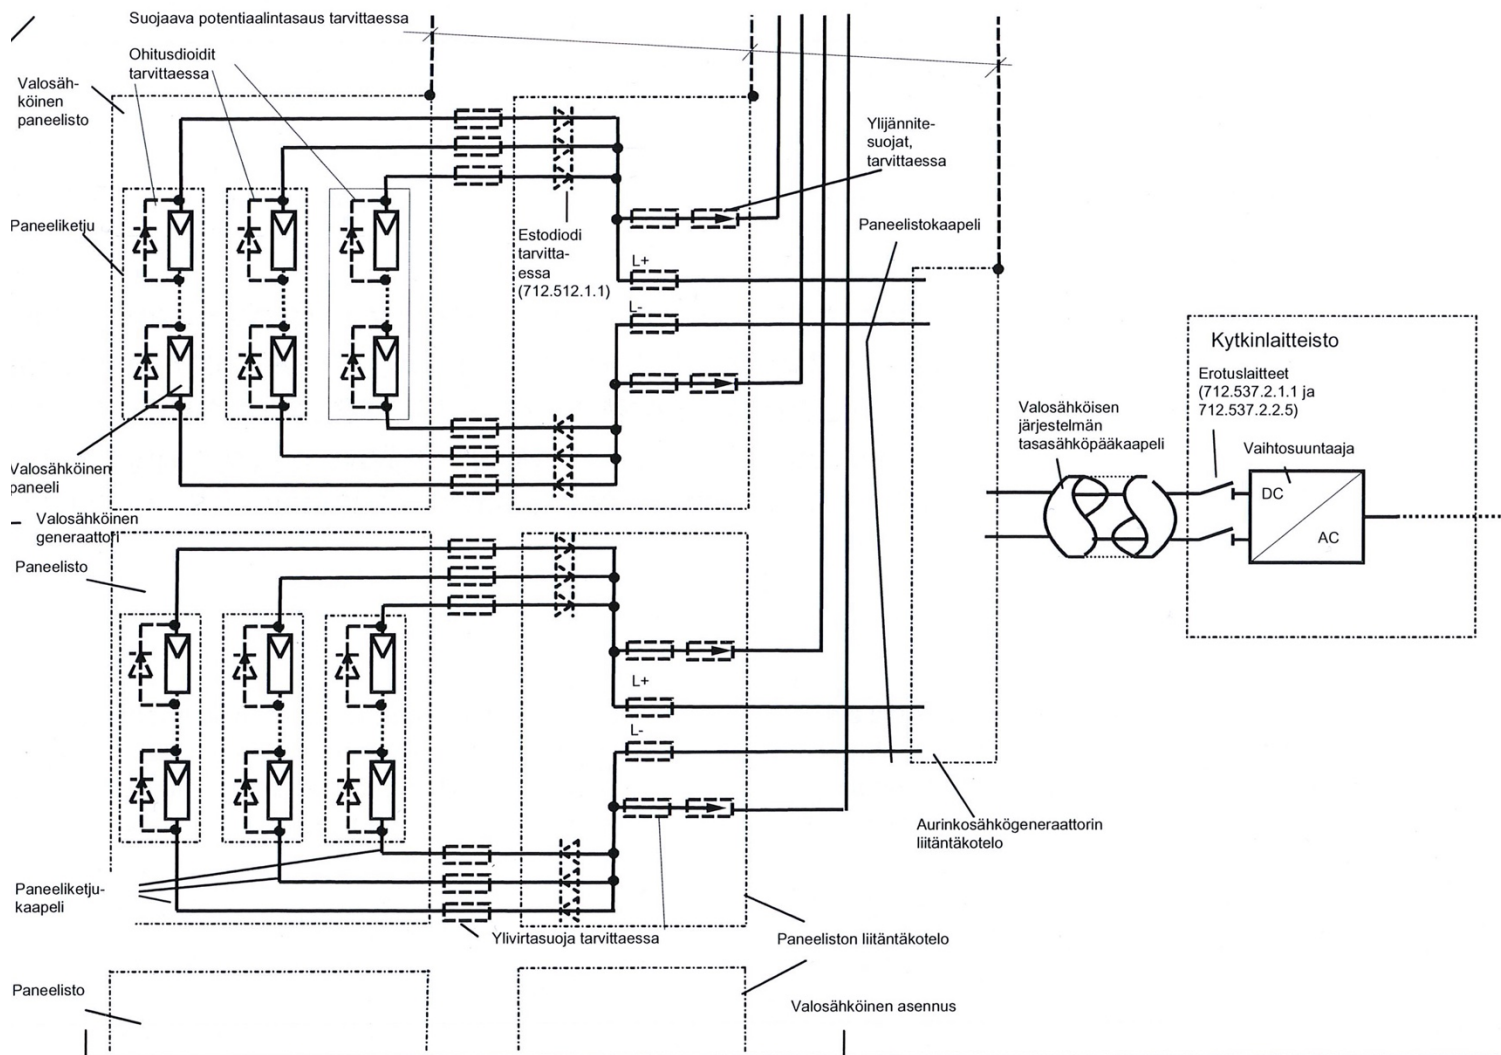 Suojaava potentiaalintasaus tarvittaessa
Ohitusdioidit
tarvittaessa
Valosäh-
köinen
paneelisto
Ylijännite-
suojat,
tarvittaessa
Paneeliketju
Paneelistokaapeli
Estodiodi
tarvitta-
essa
(712.512.1.1)
L+
L-
Kytkinlaitteisto
Erotuslaitteet
(712.537.2.1.1 ja
712.537.2.2.5)
Valosähköisen
järjestelmän
tasasähköpääkaapeli
Vaihtosuuntaaja
DC
AC
Valosähköinen
paneeli
Valosähköinen
generaattori
Paneelisto
L+
L-
Aurinkosähkögeneraattorin
liitäntäkotelo
Paneeliketju-
kaapeli
Ylivirtasuoja tarvittaessa
Paneeliston liitäntäkotelo
Paneelisto
Valosähköinen asennus